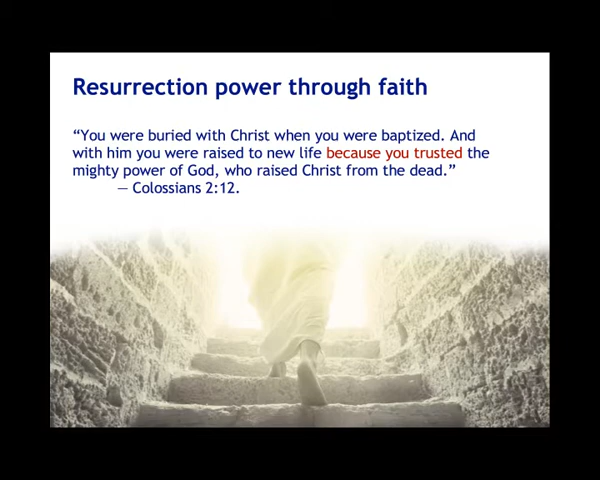 Resurrection power through faith
“You were buried with Christ when you were baptized. And
with him you were raised to new life because you trusted the
mighty power of God, who raised Christ from the dead.”
— Colossians 2:12.